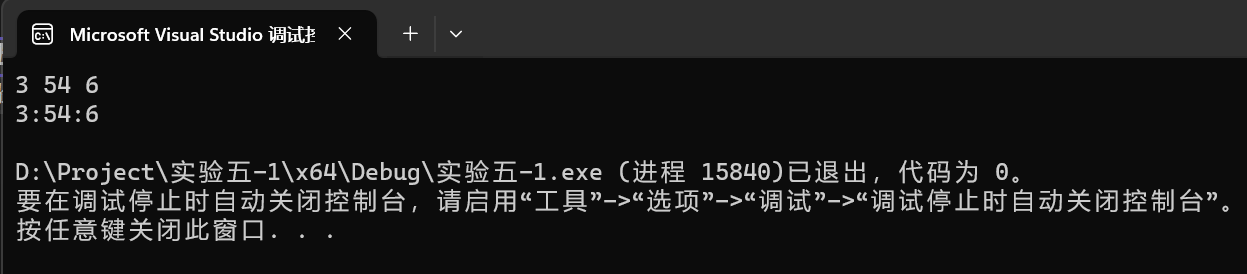 Microsoft Visual Studio 调试
3 54 6
3:54:6
D:\Project\实验五-1\x64\Debug\实验五-1.exe (进程 15840)已退出，代码为 0。
要在调试停止时自动关闭控制台，请启用“工具”->“选项”->“调试”->“调试停止时自动关闭控制台”。
按任意键关闭此窗口. . .